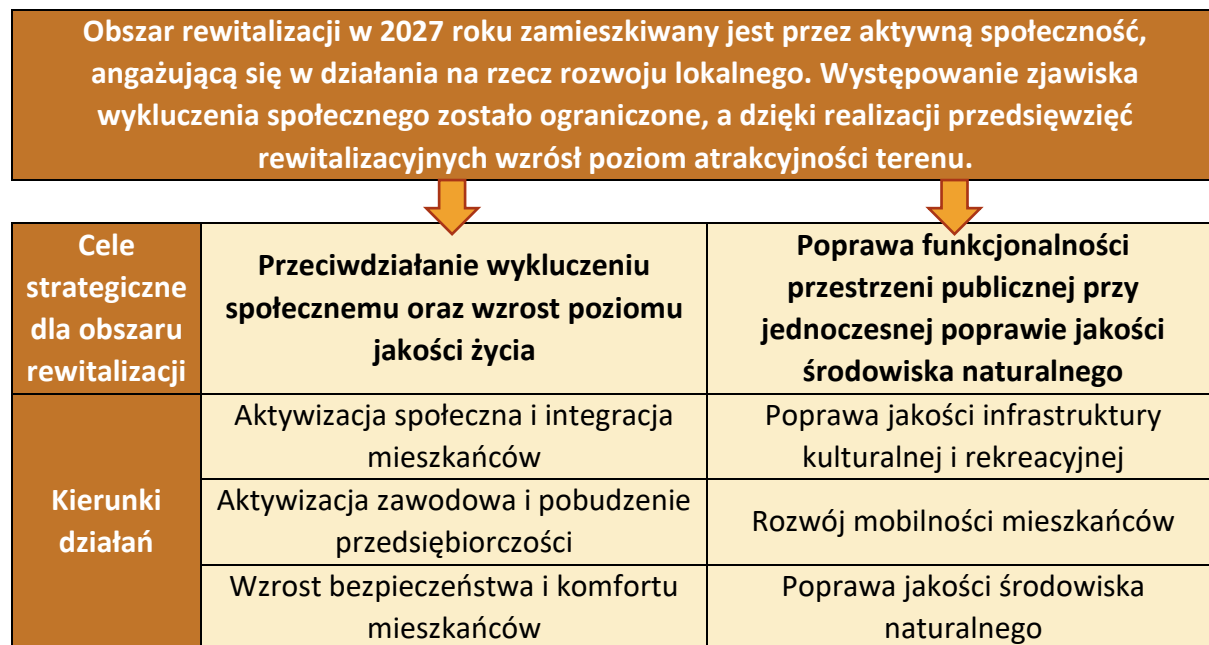 Obszar rewitalizacji w 2027 roku zamieszkiwany jest przez aktywną społeczność,
angażującą się w działania na rzecz rozwoju lokalnego. Występowanie zjawiska
wykluczenia społecznego zostało ograniczone, a dzięki realizacji przedsięwzięć
rewitalizacyjnych wzrósł poziom atrakcyjności terenu.
Cele
strategiczne
dla obszaru
rewitalizacji
Przeciwdziałanie wykluczeniu
społecznemu oraz wzrost poziomu
jakości życia
Poprawa funkcjonalności
przestrzeni publicznej przy
jednoczesnej poprawie jakości
środowiska naturalnego
Kierunki
działań
Aktywizacja społeczna i integracja
mieszkańców
Poprawa jakości infrastruktury
kulturalnej i rekreacyjnej
Aktywizacja zawodowa i pobudzenie
przedsiębiorczości
Rozwój mobilności mieszkańców
Wzrost bezpieczeństwa i komfortu
mieszkańców
Poprawa jakości środowiska
naturalnego